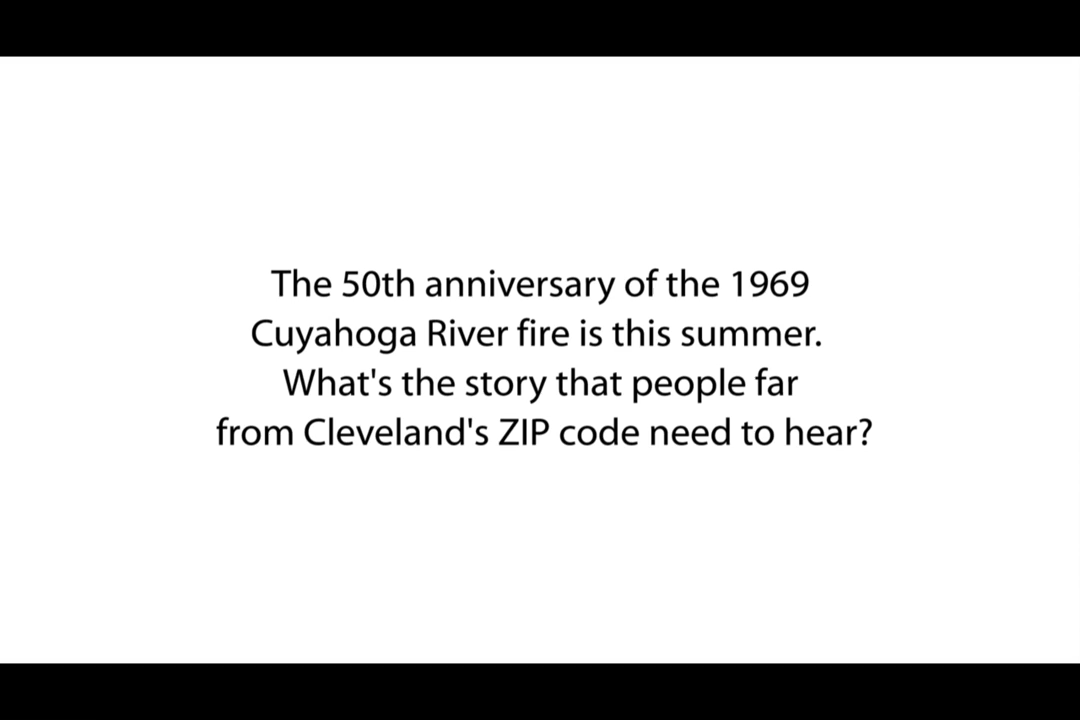 The 50th anniversary of the 1969
Cuyahoga River fire is this summer.
What's the story that people far
from Cleveland's ZIP code need to hear?